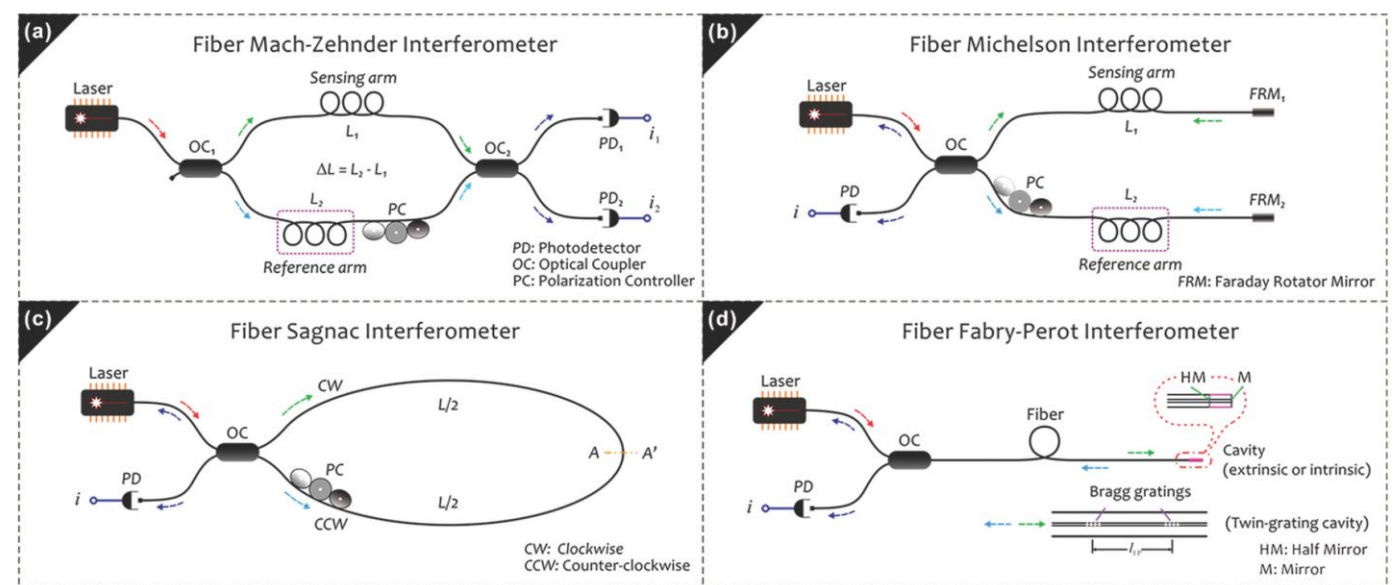 (a)
Fiber Mach-Zehnder Interferometer
Laser
Sensing arm
L₁
OC₁
ΔL = L₂ - L₁
OC₂
PD₁
i₁
L₂
PC
PD₂
i₂
Reference arm
PD: Photodetector
OC: Optical Coupler
PC: Polarization Controller
(b)
Fiber Michelson Interferometer
Laser
Sensing arm
FRM₁
L₁
OC
PC
PD
i
L₂
FRM₂
Reference arm
FRM: Faraday Rotator Mirror
(c)
Fiber Sagnac Interferometer
Laser
CW
L/2
OC
A
A'
PC
PD
i
L/2
CCW
CW: Clockwise
CCW: Counter-clockwise
(d)
Fiber Fabry-Perot Interferometer
Laser
HM
M
Fiber
OC
Cavity
(extrinsic or intrinsic)
PD
i
Bragg gratings
(Twin-grating cavity)
HM: Half Mirror
M: Mirror